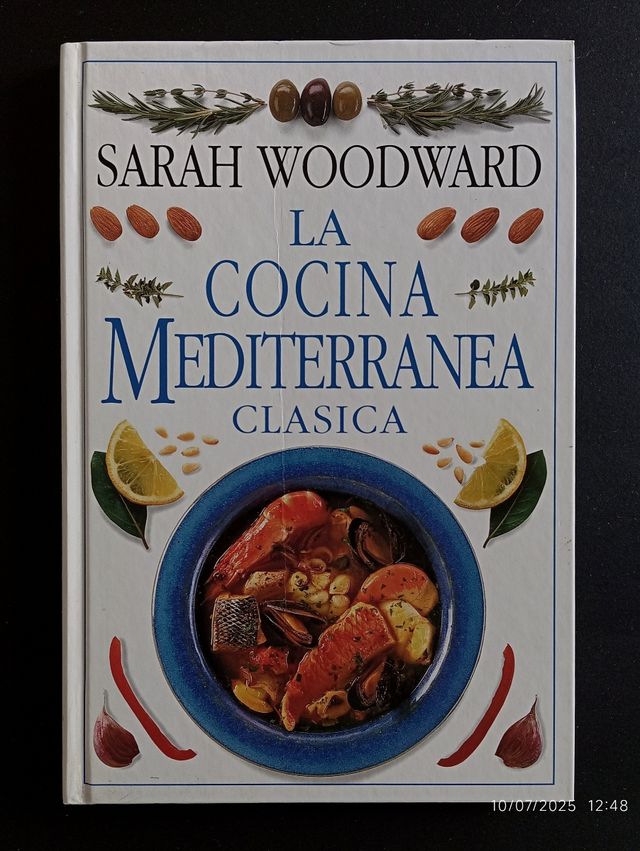 SARAH WOODWARD
LA
COCINA
MEDITERRANEA
CLASICA
10/07/2025 12:48